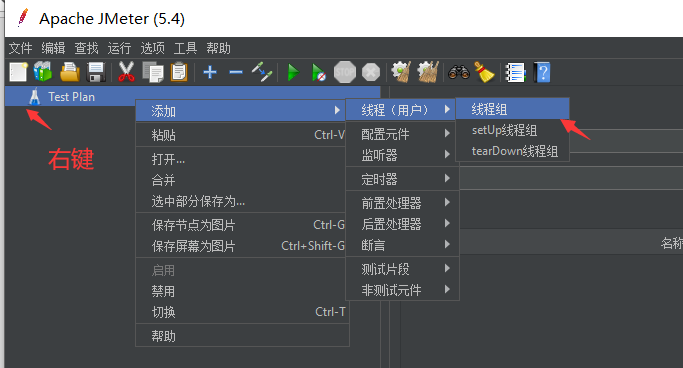 Apache JMeter (5.4)
文件 编辑 查找 运行 选项 工具 帮助
Test Plan
右键
添加
粘贴 Ctrl-V
打开...
合并
选中部分保存为...
保存节点为图片 Ctrl-G
保存屏幕为图片 Ctrl+Shift-G
启用
禁用
切换 Ctrl-T
帮助
线程（用户）
配置元件
监听器
定时器
前置处理器
后置处理器
断言
测试片段
非测试元件
线程组
setUp线程组
tearDown线程组
名称